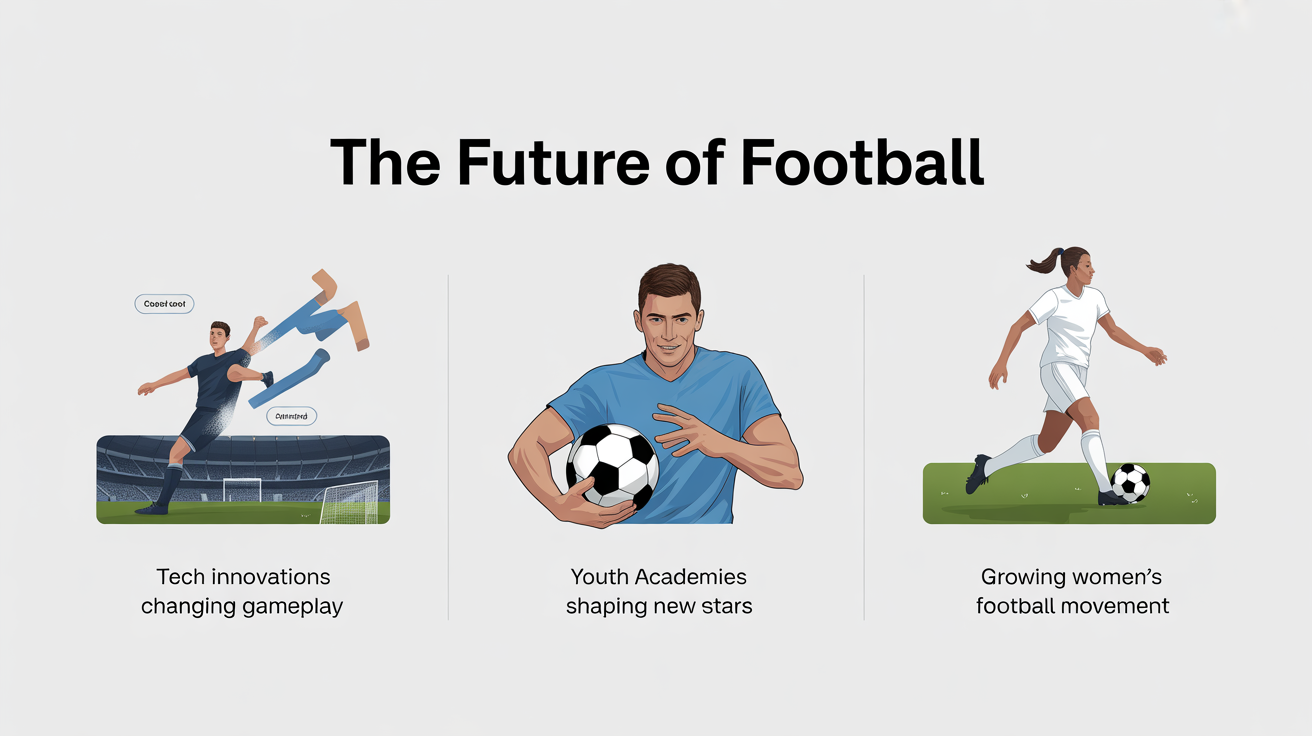 The Future of Football
Tech innovations
changing gameplay
Youth Academies
shaping new stars
Growing women's
football movement